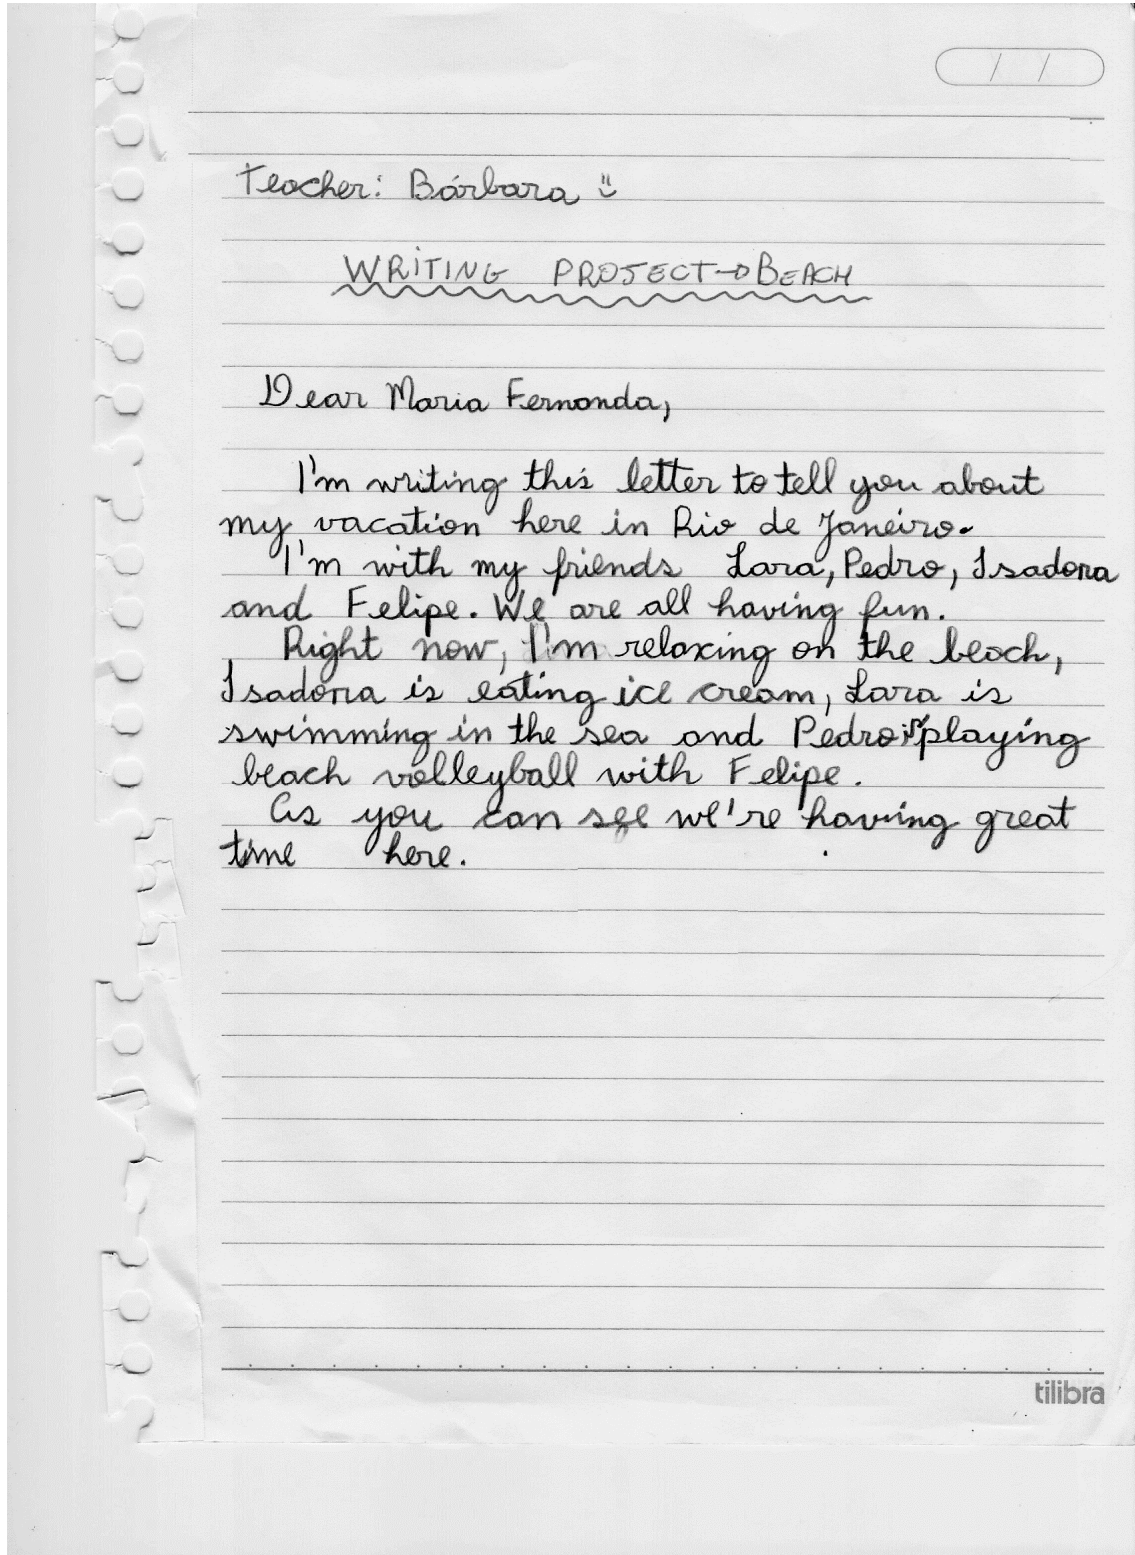 / /
Teacher: Bárbara ü
WRITING PROJECT→BEACH
Dear Maria Fernanda,
I'm writing this letter to tell you about
my vacation here in Rio de Janeiro.
I'm with my friends Lara, Pedro, Isadora
and Felipe. We are all having fun.
Right now, I'm relaxing on the beach,
Isadora is eating ice cream, Lara is
swimming in the sea and Pedro is playing
beach volleyball with Felipe.
As you can see we're having great
time here.
tilibra